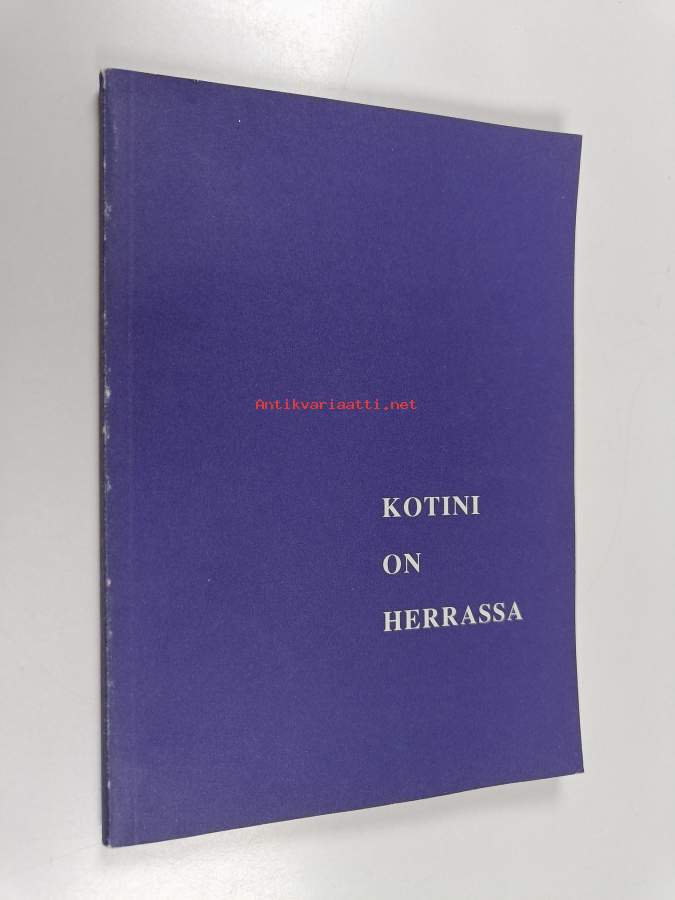 Antikvariaatti.net
KOTINI
ON
HERRASSA